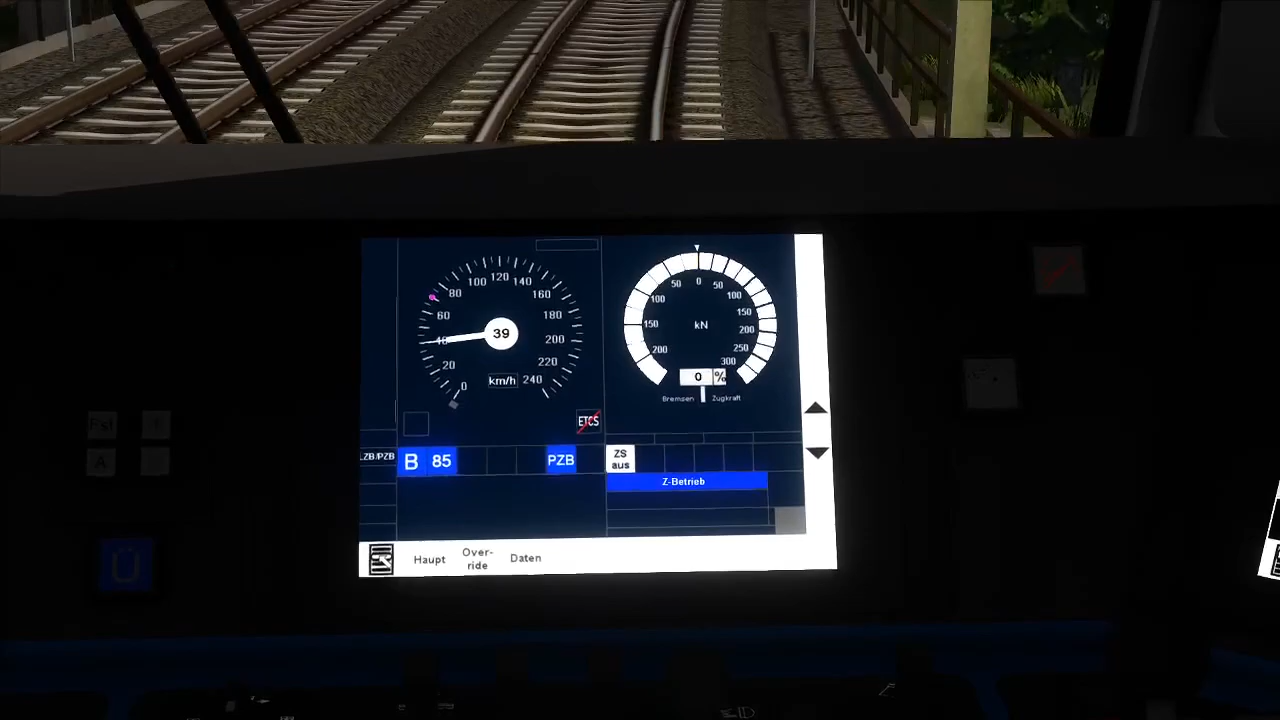 100 120 140
80 160
60 180
40 39 200
20 220
0 km/h 240
50 0 50
100 100
150
150 kN 200
200 250
300
0 %
Bremsen Zugkraft
ETCS
LZB/PZB B 85 PZB
ZS
aus
Z-Betrieb
Haupt
Over-
ride
Daten
A
Ü